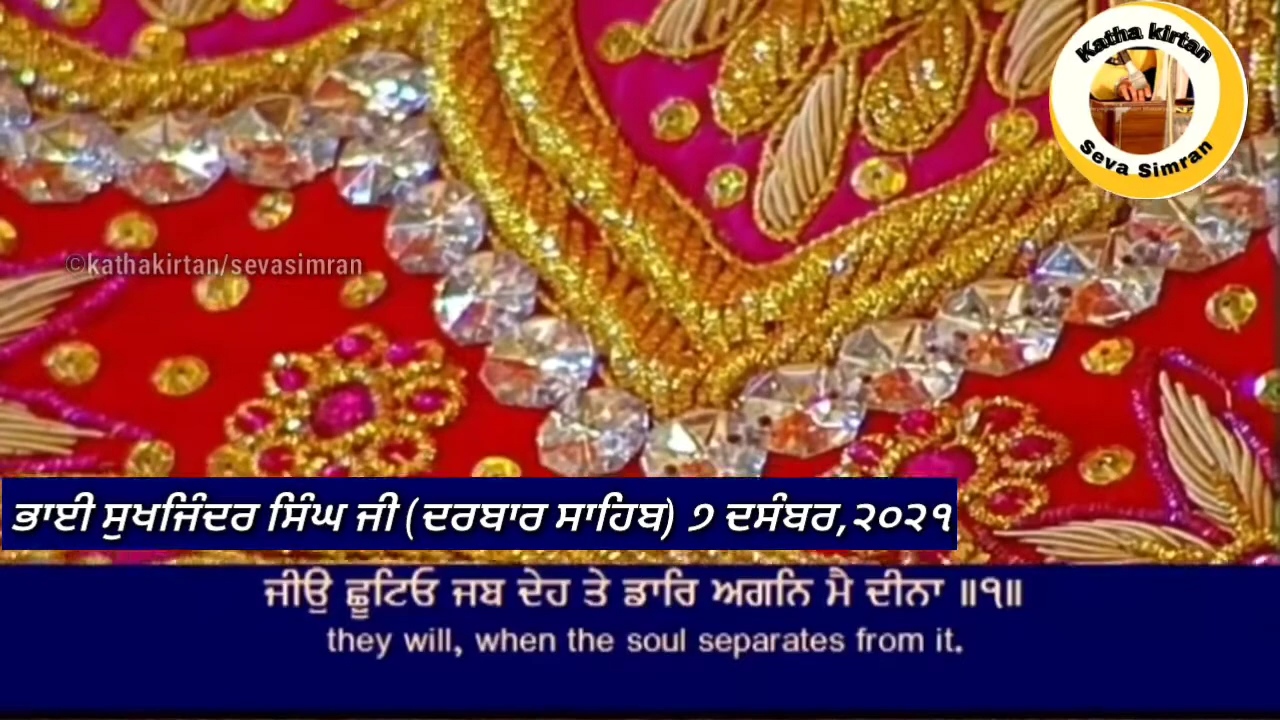 Katha kirtan
Seva Simran
©kathakirtan/sevasimran
ਭਾਈ ਸੁਖਜਿੰਦਰ ਸਿੰਘ ਜੀ (ਦਰਬਾਰ ਸਾਹਿਬ) ੭ ਦਸੰਬਰ,੨੦੨੧
ਜੀਉ ਛੂਟਿਓ ਜਬ ਦੇਹ ਤੇ ਡਾਰਿ ਅਗਨਿ ਮੈ ਦੀਨਾ ॥੧॥
they will, when the soul separates from it.